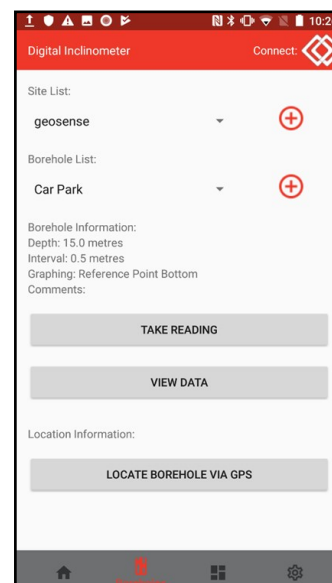 10:2
Digital Inclinometer
Connect:
Site List:
geosense
Borehole List:
Car Park
Borehole Information:
Depth: 15.0 metres
Interval: 0.5 metres
Graphing: Reference Point Bottom
Comments:
TAKE READING
VIEW DATA
Location Information:
LOCATE BOREHOLE VIA GPS